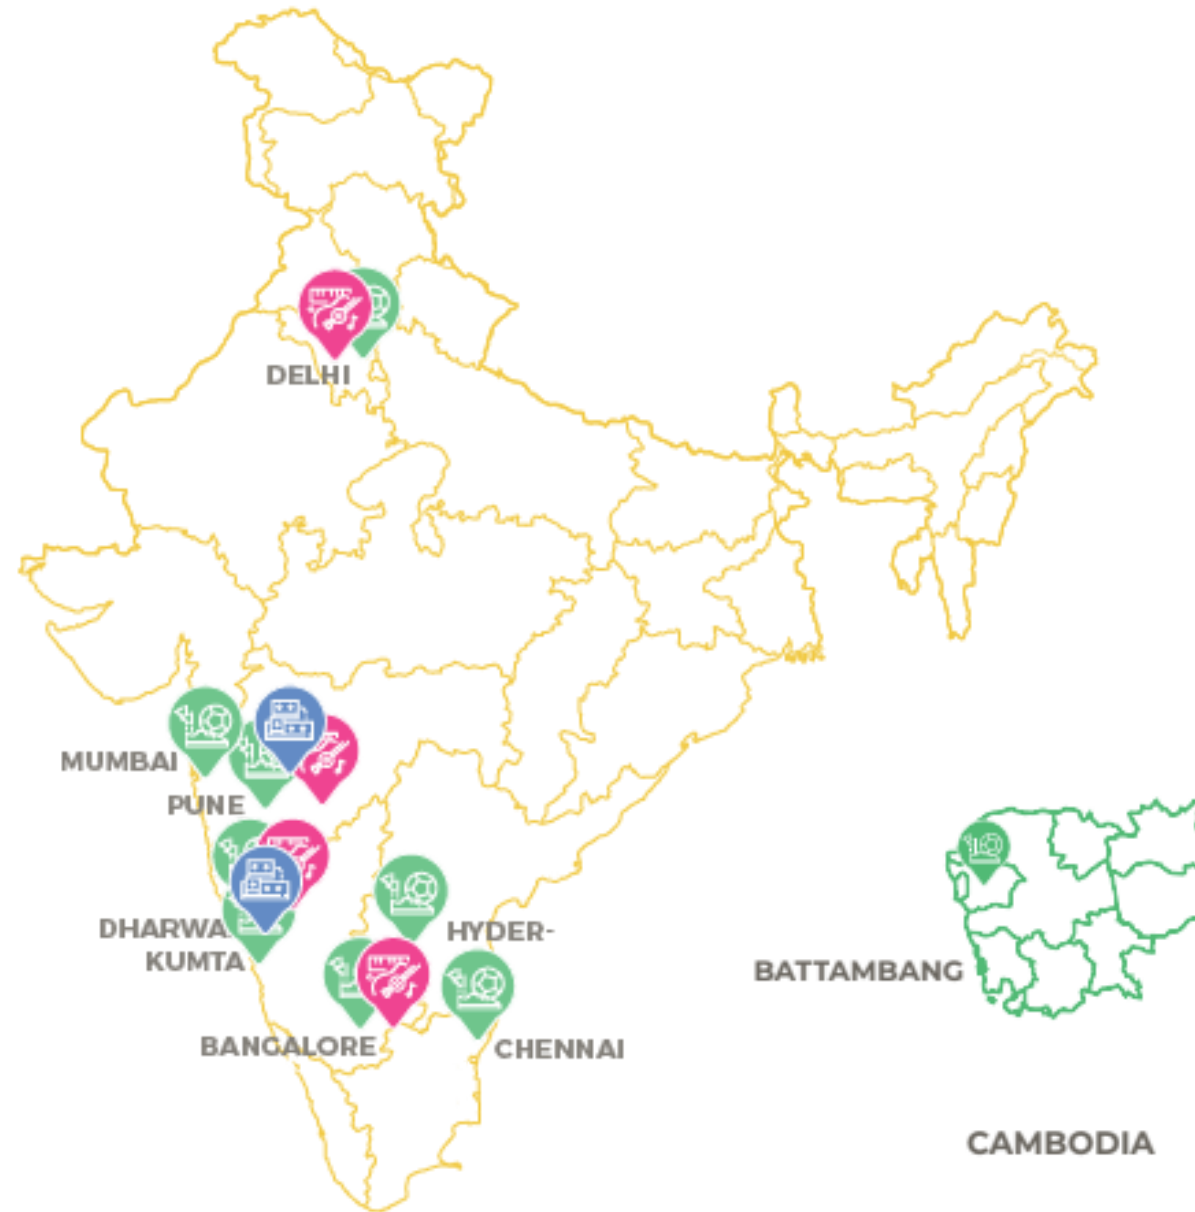 DELHI
MUMBAI
PUNE
DHARWA
KUMTA
HYDER-
BANGALORE
CHENNAI
BATTAMBANG
CAMBODIA